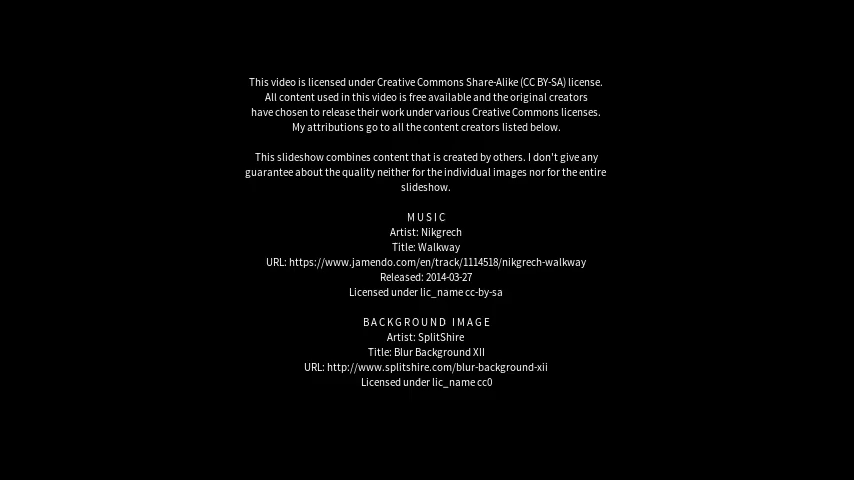 This video is licensed under Creative Commons Share-Alike (CC BY-SA) license.
All content used in this video is free available and the original creators
have chosen to release their work under various Creative Commons licenses.
My attributions go to all the content creators listed below.
This slideshow combines content that is created by others. I don't give any
guarantee about the quality neither for the individual images nor for the entire
slideshow.
MUSIC
Artist: Nikgrech
Title: Walkway
URL: https://www.jamendo.com/en/track/1114518/nikgrech-walkway
Released: 2014-03-27
Licensed under lic_name cc-by-sa
BACKGROUND IMAGE
Artist: SplitShire
Title: Blur Background XII
URL: http://www.splitshire.com/blur-background-xii
Licensed under lic_name cc0